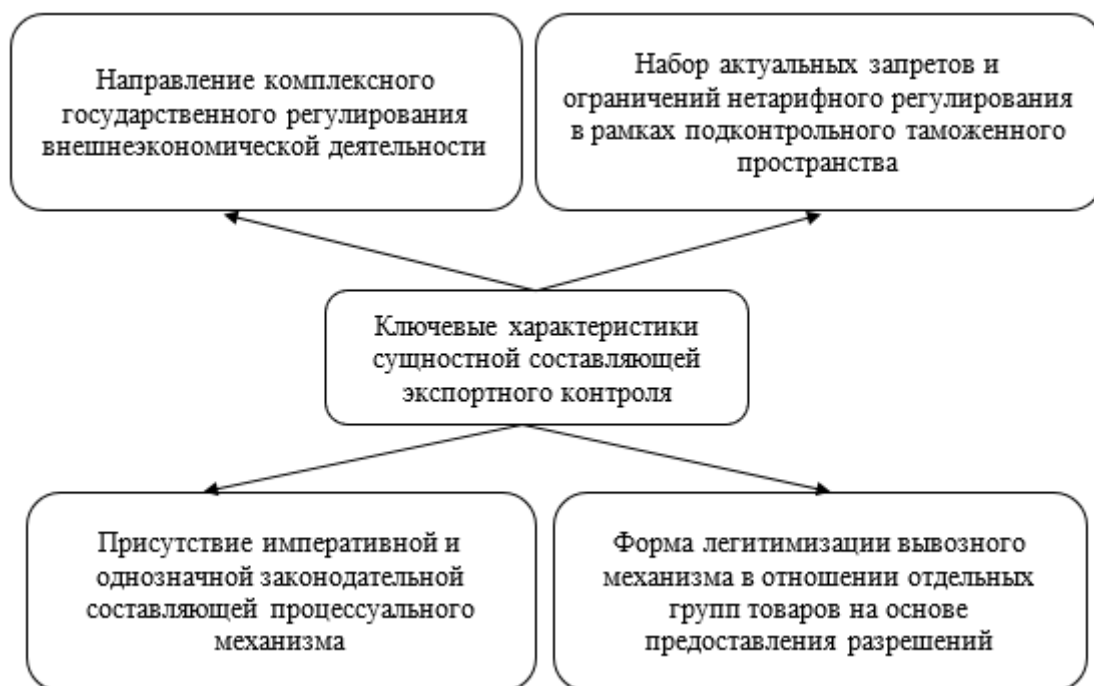 Направление комплексного
государственного регулирования
внешнеэкономической деятельности
Набор актуальных запретов и
ограничений нетарифного регулирования
в рамках подконтрольного таможенного
пространства
Ключевые характеристики
сущностной составляющей
экспортного контроля
Присутствие императивной и
однозначной законодательной
составляющей процессуального
механизма
Форма легитимизации вывозного
механизма в отношении отдельных
групп товаров на основе
предоставления разрешений